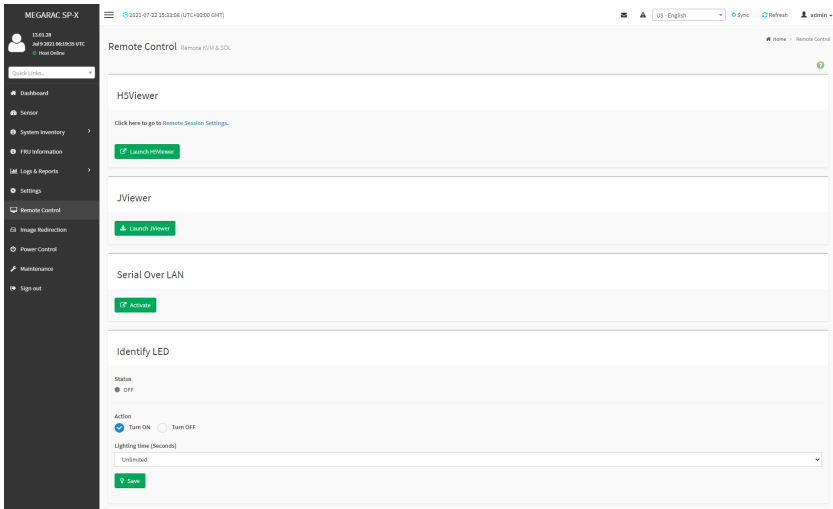 MEGARAC SP-X
2021-07-22 15:33:08 (UTC+00:00 GMT)
US - English
Sync
Refresh
admin
13.01.28
Jul 9 2021 06:19:35 UTC
Host Online
Quick Links...
Dashboard
Sensor
System Inventory
FRU Information
Logs & Reports
Settings
Remote Control
Image Redirection
Power Control
Maintenance
Sign out
Remote Control Remote KVM & SOL
Home > Remote Control
H5Viewer
Click here to go to Remote Session Settings.
Launch H5Viewer
JViewer
Launch JViewer
Serial Over LAN
Activate
Identify LED
Status
OFF
Action
Turn ON Turn OFF
Lighting time (Seconds)
Unlimited
Save